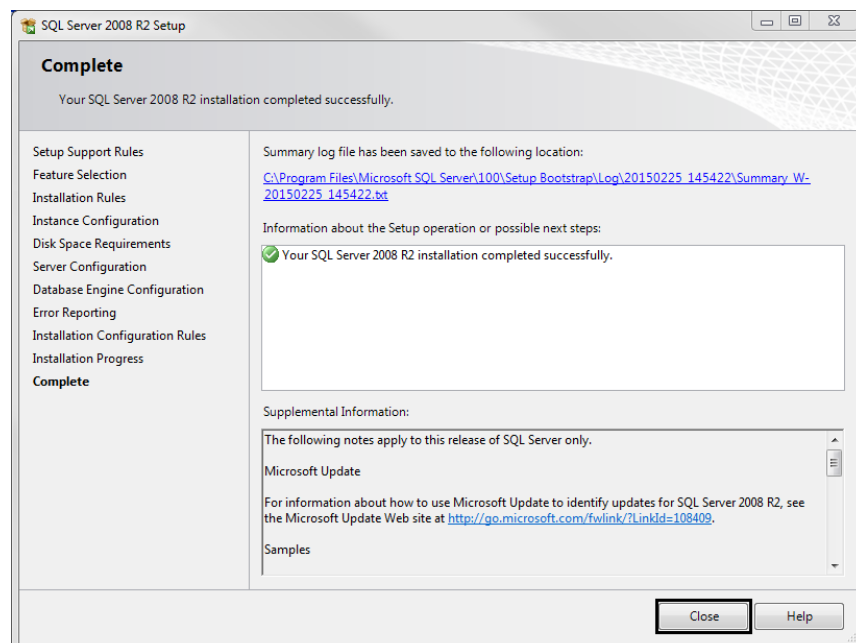 SQL Server 2008 R2 Setup
Complete
Your SQL Server 2008 R2 installation completed successfully.
Setup Support Rules
Feature Selection
Installation Rules
Instance Configuration
Disk Space Requirements
Server Configuration
Database Engine Configuration
Error Reporting
Installation Configuration Rules
Installation Progress
Complete
Summary log file has been saved to the following location:
C:\Program Files\Microsoft SQL Server\100\Setup Bootstrap\Log\20150225_145422\Summary_W-
20150225_145422.txt
Information about the Setup operation or possible next steps:
Your SQL Server 2008 R2 installation completed successfully.
Supplemental Information:
The following notes apply to this release of SQL Server only.
Microsoft Update
For information about how to use Microsoft Update to identify updates for SQL Server 2008 R2, see
the Microsoft Update Web site at http://go.microsoft.com/fwlink/?LinkId=108409.
Samples
Close
Help